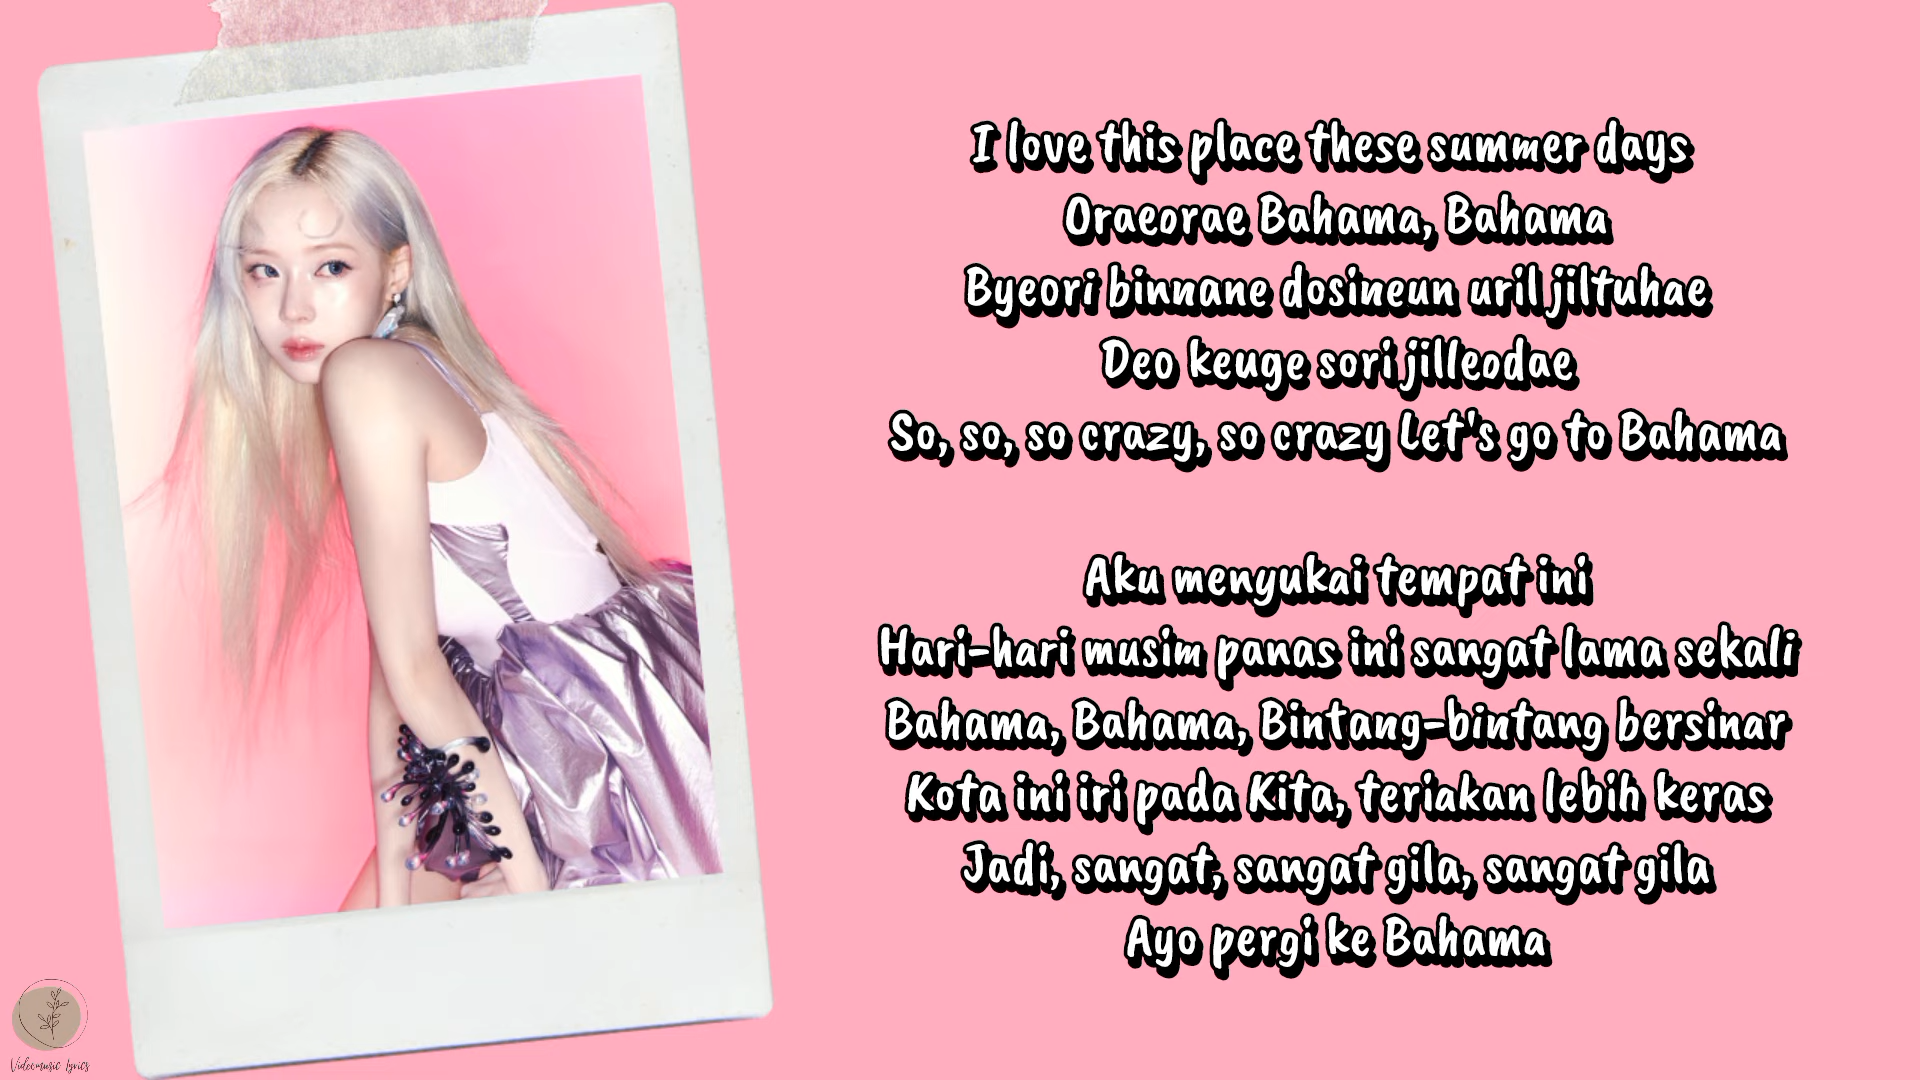 I love this place these summer days
Oraeorae Bahama, Bahama
Byeori binnane dosineun uril jiltuhae
Deo keuge sori jilleodae
So, so, so crazy, so crazy Let's go to Bahama
Aku menyukai tempat ini
Hari-hari musim panas ini sangat lama sekali
Bahama, Bahama, Bintang-bintang bersinar
Kota ini iri pada Kita, teriakan lebih keras
Jadi, sangat, sangat gila, sangat gila
Ayo pergi ke Bahama
Videomusic lyrics